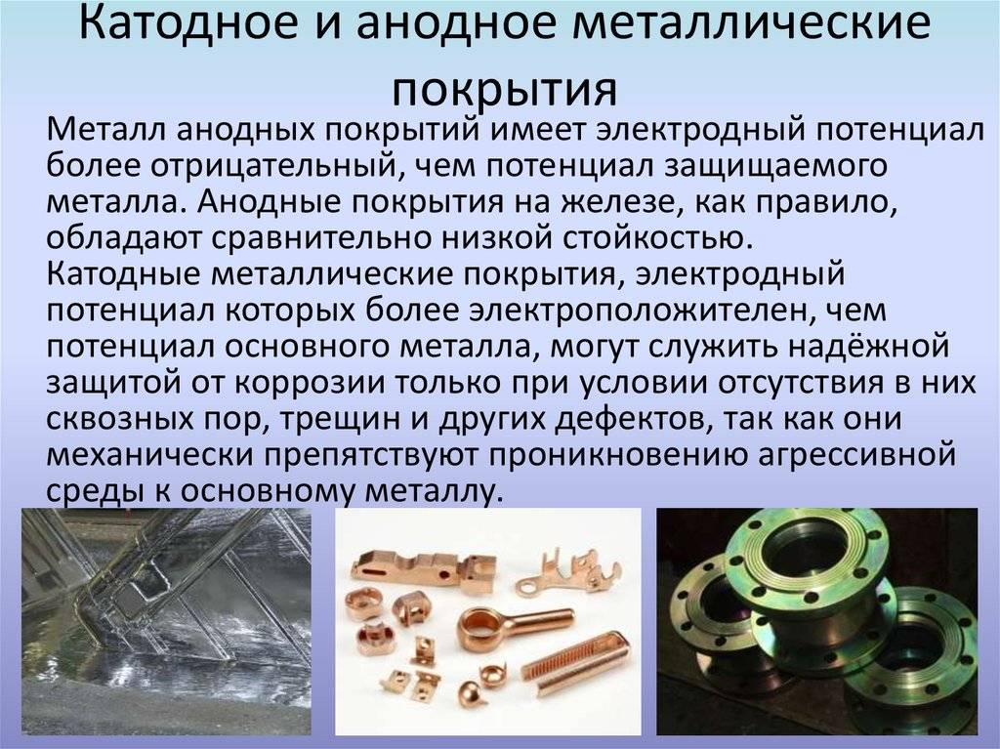 Катодное и анодное металлические
покрытия
Металл анодных покрытий имеет электродный потенциал
более отрицательный, чем потенциал защищаемого
металла. Анодные покрытия на железе, как правило,
обладают сравнительно низкой стойкостью.
Катодные металлические покрытия, электродный
потенциал которых более электроположителен, чем
потенциал основного металла, могут служить надёжной
защитой от коррозии только при условии отсутствия в них
сквозных пор, трещин и других дефектов, так как они
механически препятствуют проникновению агрессивной
среды к основному металлу.